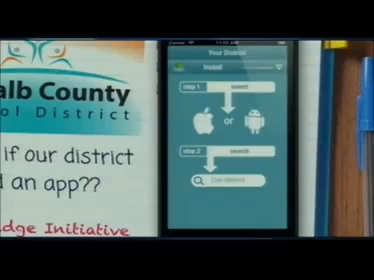 alb County
ol District
if our district
d an app??
dge Initiative
Your District
Install
step 1 select
or
step 2 search
Our district